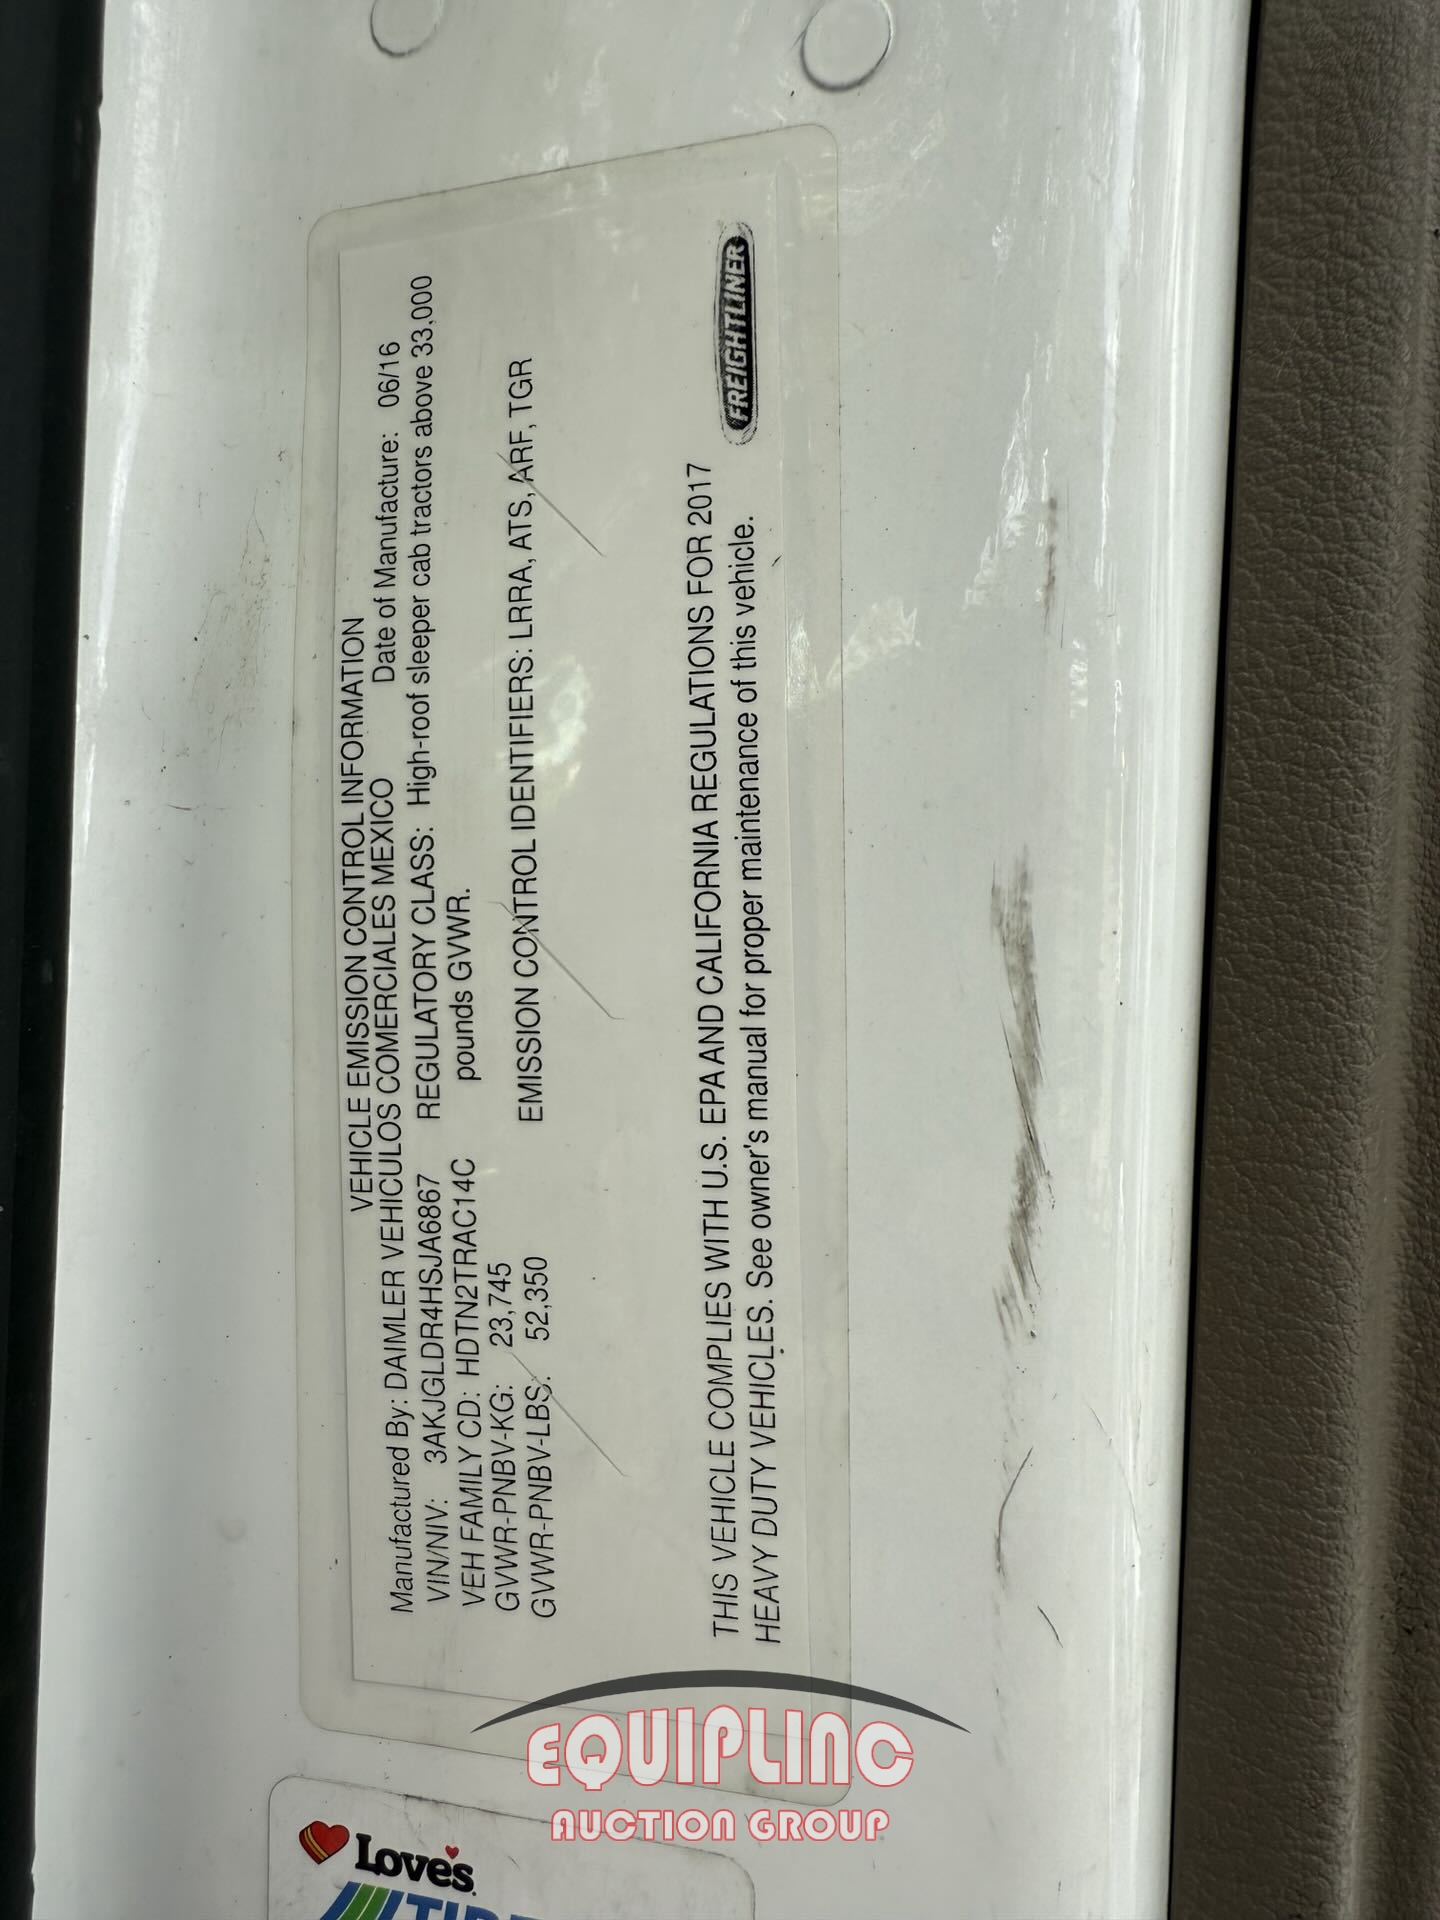 VEHICLE EMISSION CONTROL INFORMATION
Manufactured By: DAIMLER VEHICULOS COMERCIALES MEXICO Date of Manufacture: 06/16
VIN/NIV: 3AKJGLDR4HSJA6867 REGULATORY CLASS: High-roof sleeper cab tractors above 33,000
VEH FAMILY CD: HDTN2TRAC14C pounds GVWR.
GVWR-PNBV-KG: 23,745
GVWR-PNBV-LBS: 52,350 EMISSION CONTROL IDENTIFIERS: LRRA, ATS, ARF, TGR
THIS VEHICLE COMPLIES WITH U.S. EPA AND CALIFORNIA REGULATIONS FOR 2017
HEAVY DUTY VEHICLES. See owner's manual for proper maintenance of this vehicle.
FREIGHTLINER
EQUIPLINC
AUCTION GROUP
Love's